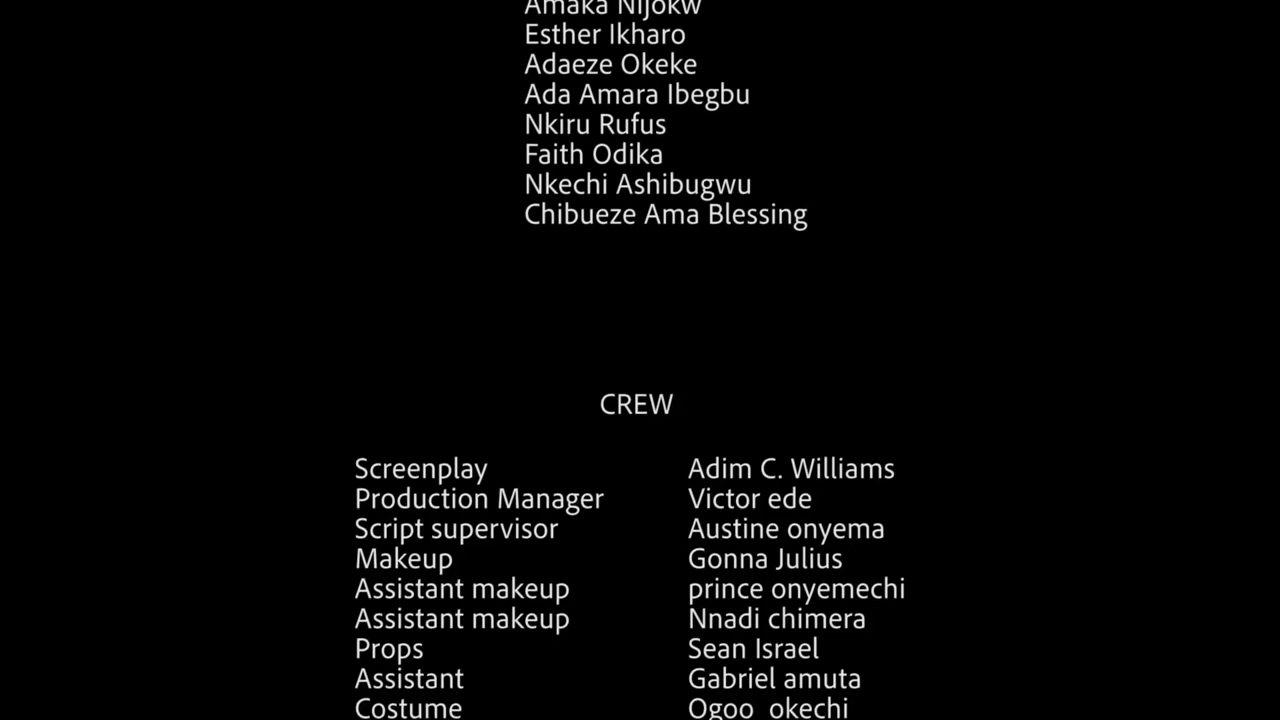 Amaka Nijokw
Esther Ikharo
Adaeze Okeke
Ada Amara Ibegbu
Nkiru Rufus
Faith Odika
Nkechi Ashibugwu
Chibueze Ama Blessing
CREW
Screenplay Adim C. Williams
Production Manager Victor ede
Script supervisor Austine onyema
Makeup Gonna Julius
Assistant makeup prince onyemechi
Assistant makeup Nnadi chimera
Props Sean Israel
Assistant Gabriel amuta
Costume Ogoo okechi